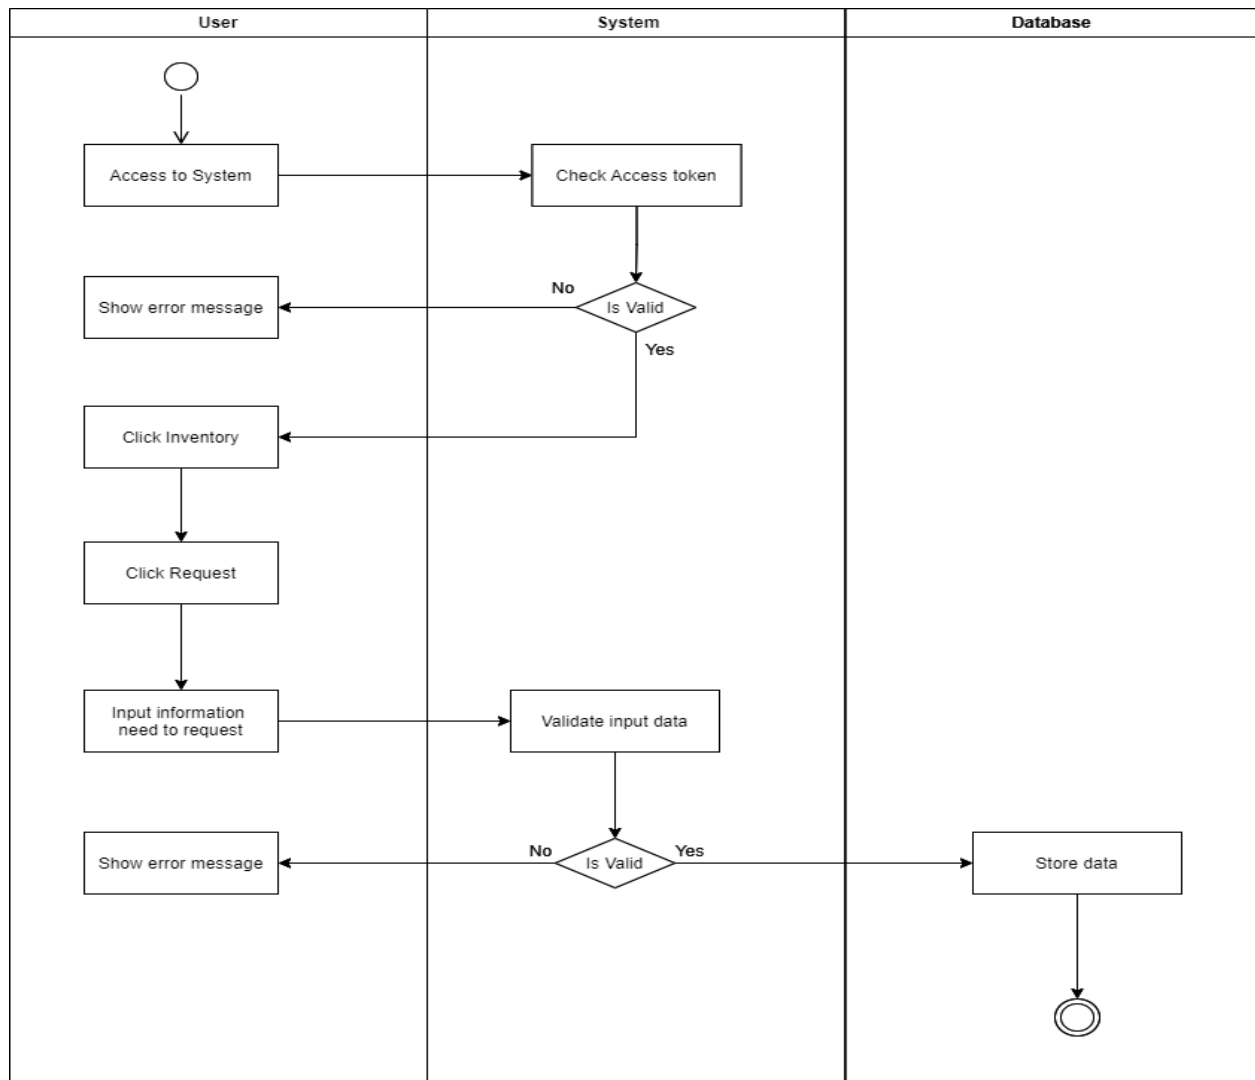 User
System
Database
Access to System
Check Access token
Show error message
No
Is Valid
Yes
Click Inventory
Click Request
Input information
need to request
Validate input data
Show error message
No
Is Valid
Yes
Store data